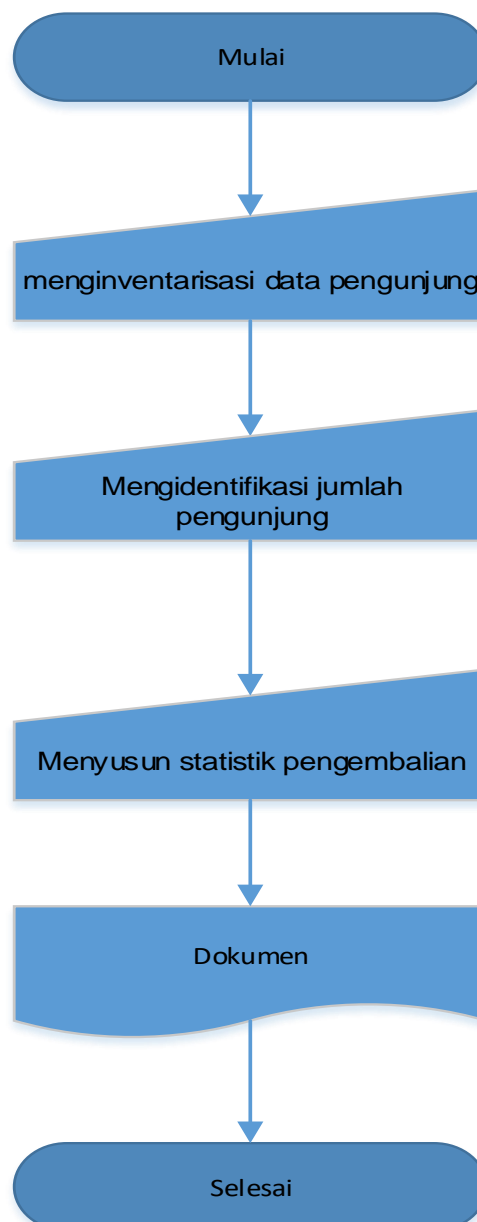 Mulai
menginventarisasi data pengunjung
Mengidentifikasi jumlah
pengunjung
Menyusun statistik pengembalian
Dokumen
Selesai